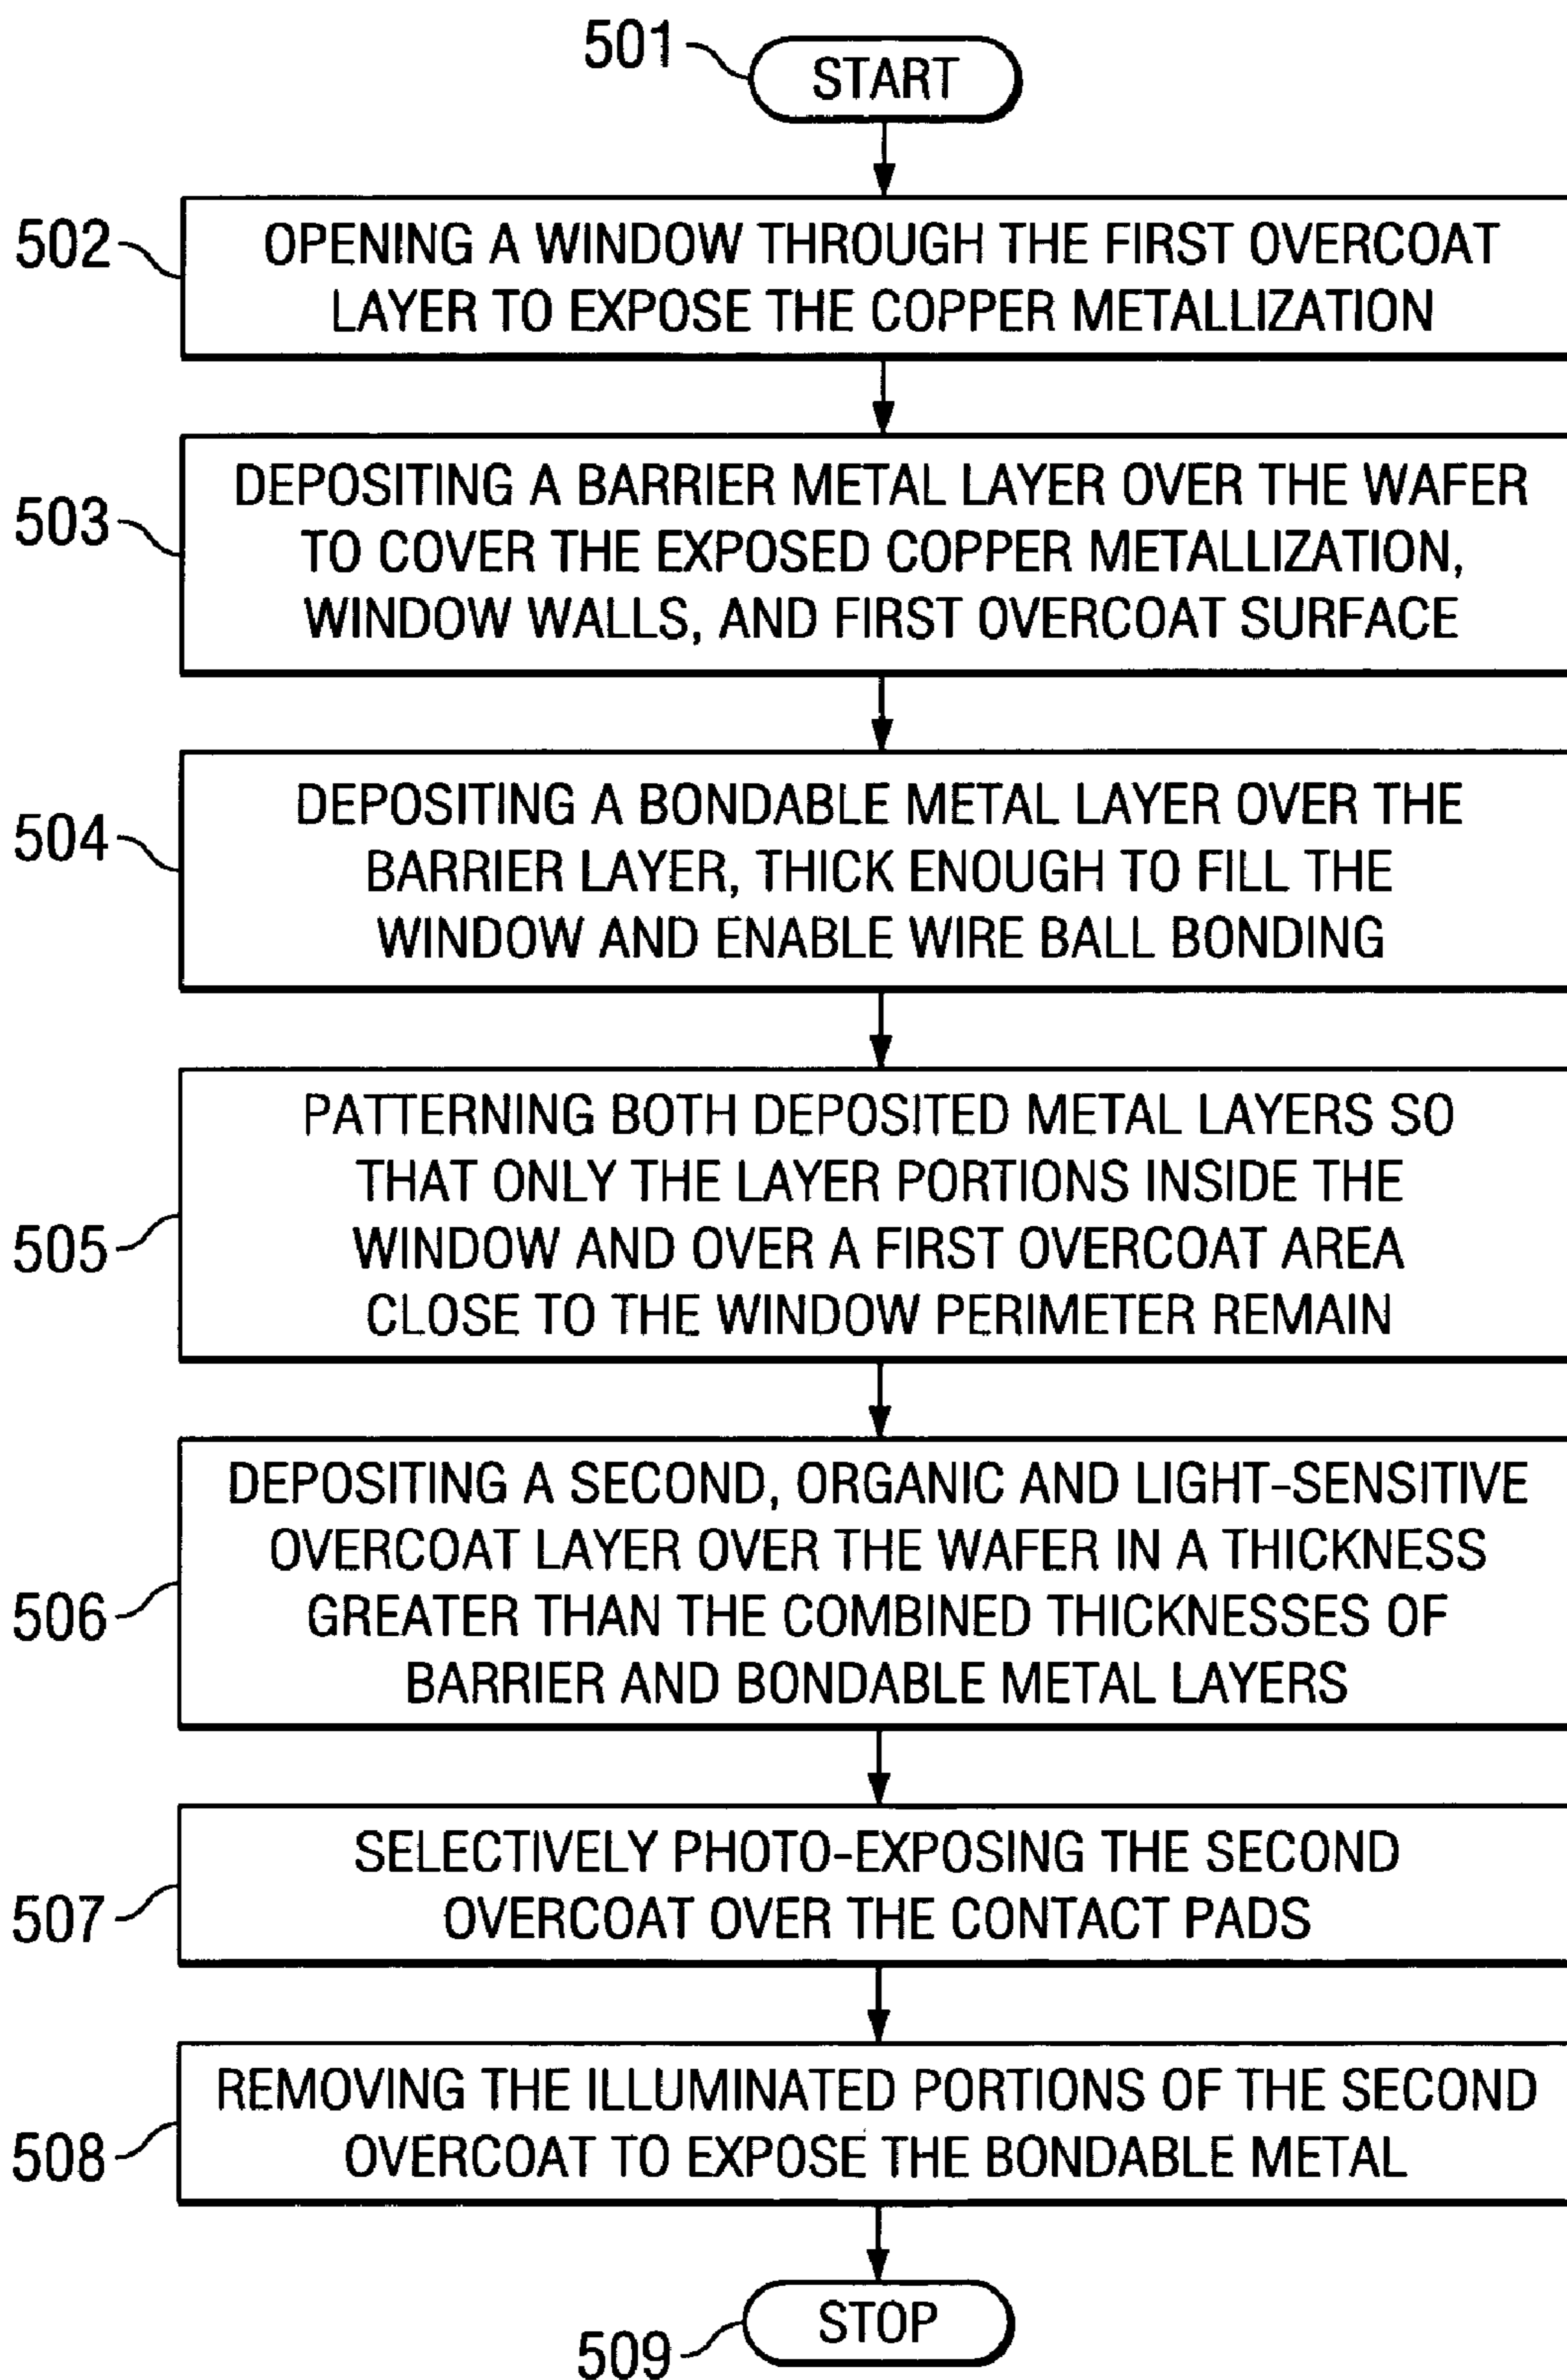 501
START
502
OPENING A WINDOW THROUGH THE FIRST OVERCOAT
LAYER TO EXPOSE THE COPPER METALLIZATION
503
DEPOSITING A BARRIER METAL LAYER OVER THE WAFER
TO COVER THE EXPOSED COPPER METALLIZATION,
WINDOW WALLS, AND FIRST OVERCOAT SURFACE
504
DEPOSITING A BONDABLE METAL LAYER OVER THE
BARRIER LAYER, THICK ENOUGH TO FILL THE
WINDOW AND ENABLE WIRE BALL BONDING
505
PATTERNING BOTH DEPOSITED METAL LAYERS SO
THAT ONLY THE LAYER PORTIONS INSIDE THE
WINDOW AND OVER A FIRST OVERCOAT AREA
CLOSE TO THE WINDOW PERIMETER REMAIN
506
DEPOSITING A SECOND, ORGANIC AND LIGHT-SENSITIVE
OVERCOAT LAYER OVER THE WAFER IN A THICKNESS
GREATER THAN THE COMBINED THICKNESSES OF
BARRIER AND BONDABLE METAL LAYERS
507
SELECTIVELY PHOTO-EXPOSING THE SECOND
OVERCOAT OVER THE CONTACT PADS
508
REMOVING THE ILLUMINATED PORTIONS OF THE SECOND
OVERCOAT TO EXPOSE THE BONDABLE METAL
509
STOP